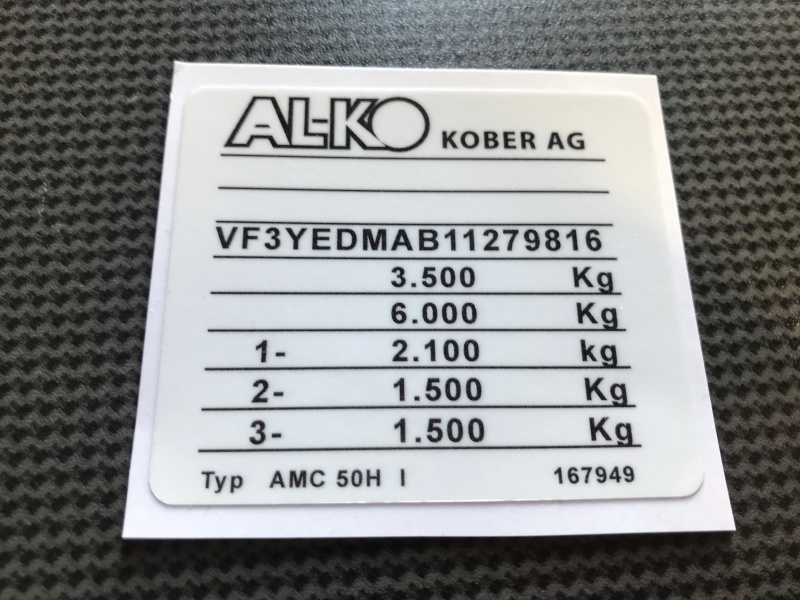 AL-KO KOBER AG
VF3YEDMAB11279816
3.500 Kg
6.000 Kg
1- 2.100 kg
2- 1.500 Kg
3- 1.500 Kg
Typ AMC 50H I 167949